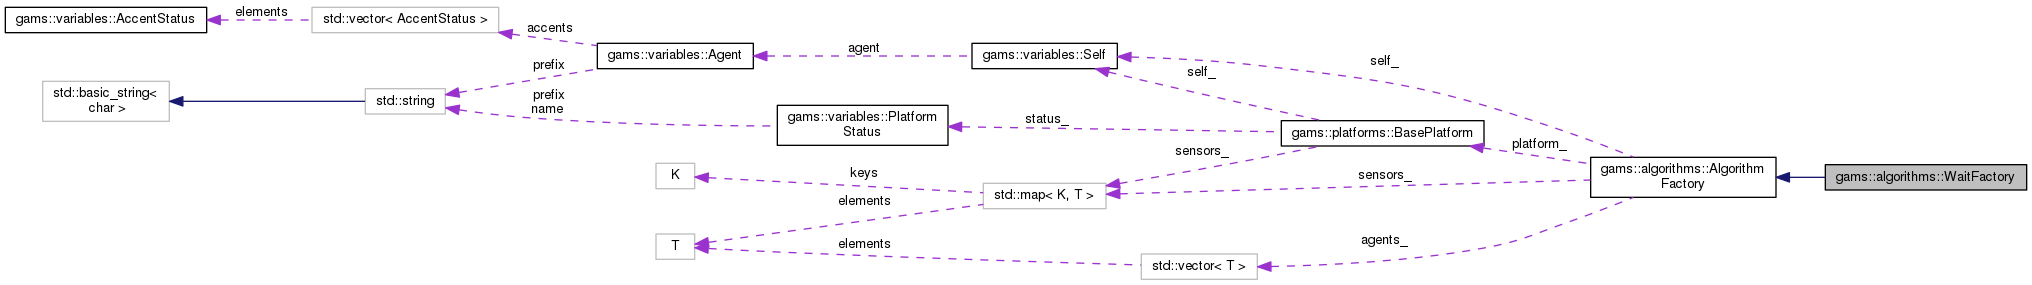 gams::variables::AccentStatus
elements
std::vector< AccentStatus >
accents
gams::variables::Agent
agent
gams::variables::Self
self_
prefix
self_
std::basic_string<
char >
std::string
prefix
name
gams::variables::Platform
Status
status_
gams::platforms::BasePlatform
platform_
sensors_
K
keys
std::map< K, T >
sensors_
gams::algorithms::Algorithm
Factory
gams::algorithms::WaitFactory
elements
T
elements
std::vector< T >
agents_